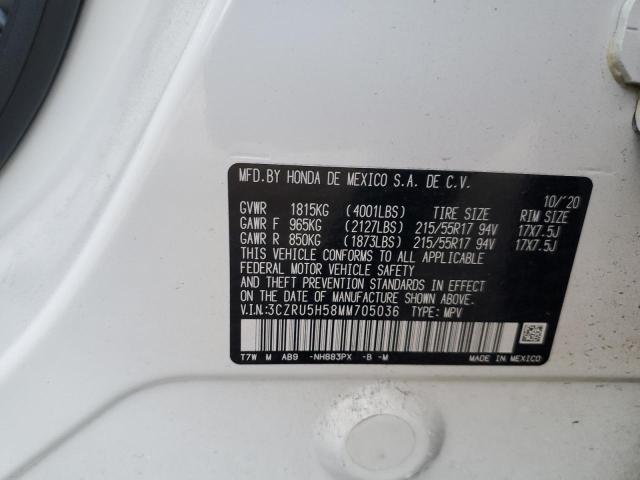 MFD.BY HONDA DE MEXICO S.A. DE C.V.
10/'20
GVWR 1815KG (4001LBS) TIRE SIZE RIM SIZE
GAWR F 965KG (2127LBS) 215/55R17 94V 17X7.5J
GAWR R 850KG (1873LBS) 215/55R17 94V 17X7.5J
THIS VEHICLE CONFORMS TO ALL APPLICABLE
FEDERAL MOTOR VEHICLE SAFETY
AND THEFT PREVENTION STANDARDS IN EFFECT
ON THE DATE OF MANUFACTURE SHOWN ABOVE.
V.I.N:3CZRU5H58MM705036 TYPE: MPV
T7W M AB9 -NH883PX -B -M MADE IN MEXICO